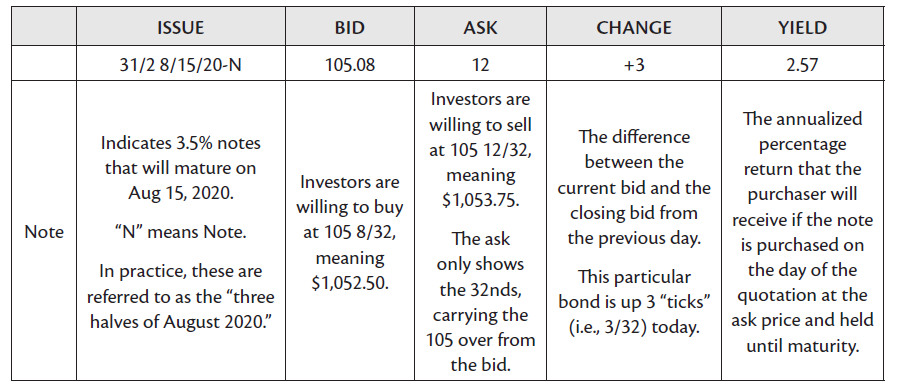 ISSUE BID ASK CHANGE YIELD
31/2 8/15/20-N 105.08 12 +3 2.57
Note
Indicates 3.5% notes
that will mature on
Aug 15, 2020.
“N” means Note.
In practice, these are
referred to as the “three
halves of August 2020.”
Investors are
willing to buy
at 105 8/32,
meaning
$1,052.50.
Investors are
willing to sell
at 105 12/32,
meaning
$1,053.75.
The ask
only shows
the 32nds,
carrying the
105 over from
the bid.
The difference
between the
current bid and the
closing bid from
the previous day.
This particular
bond is up 3 “ticks”
(i.e., 3/32) today.
The annualized
percentage
return that the
purchaser will
receive if the note
is purchased on
the day of the
quotation at the
ask price and held
until maturity.